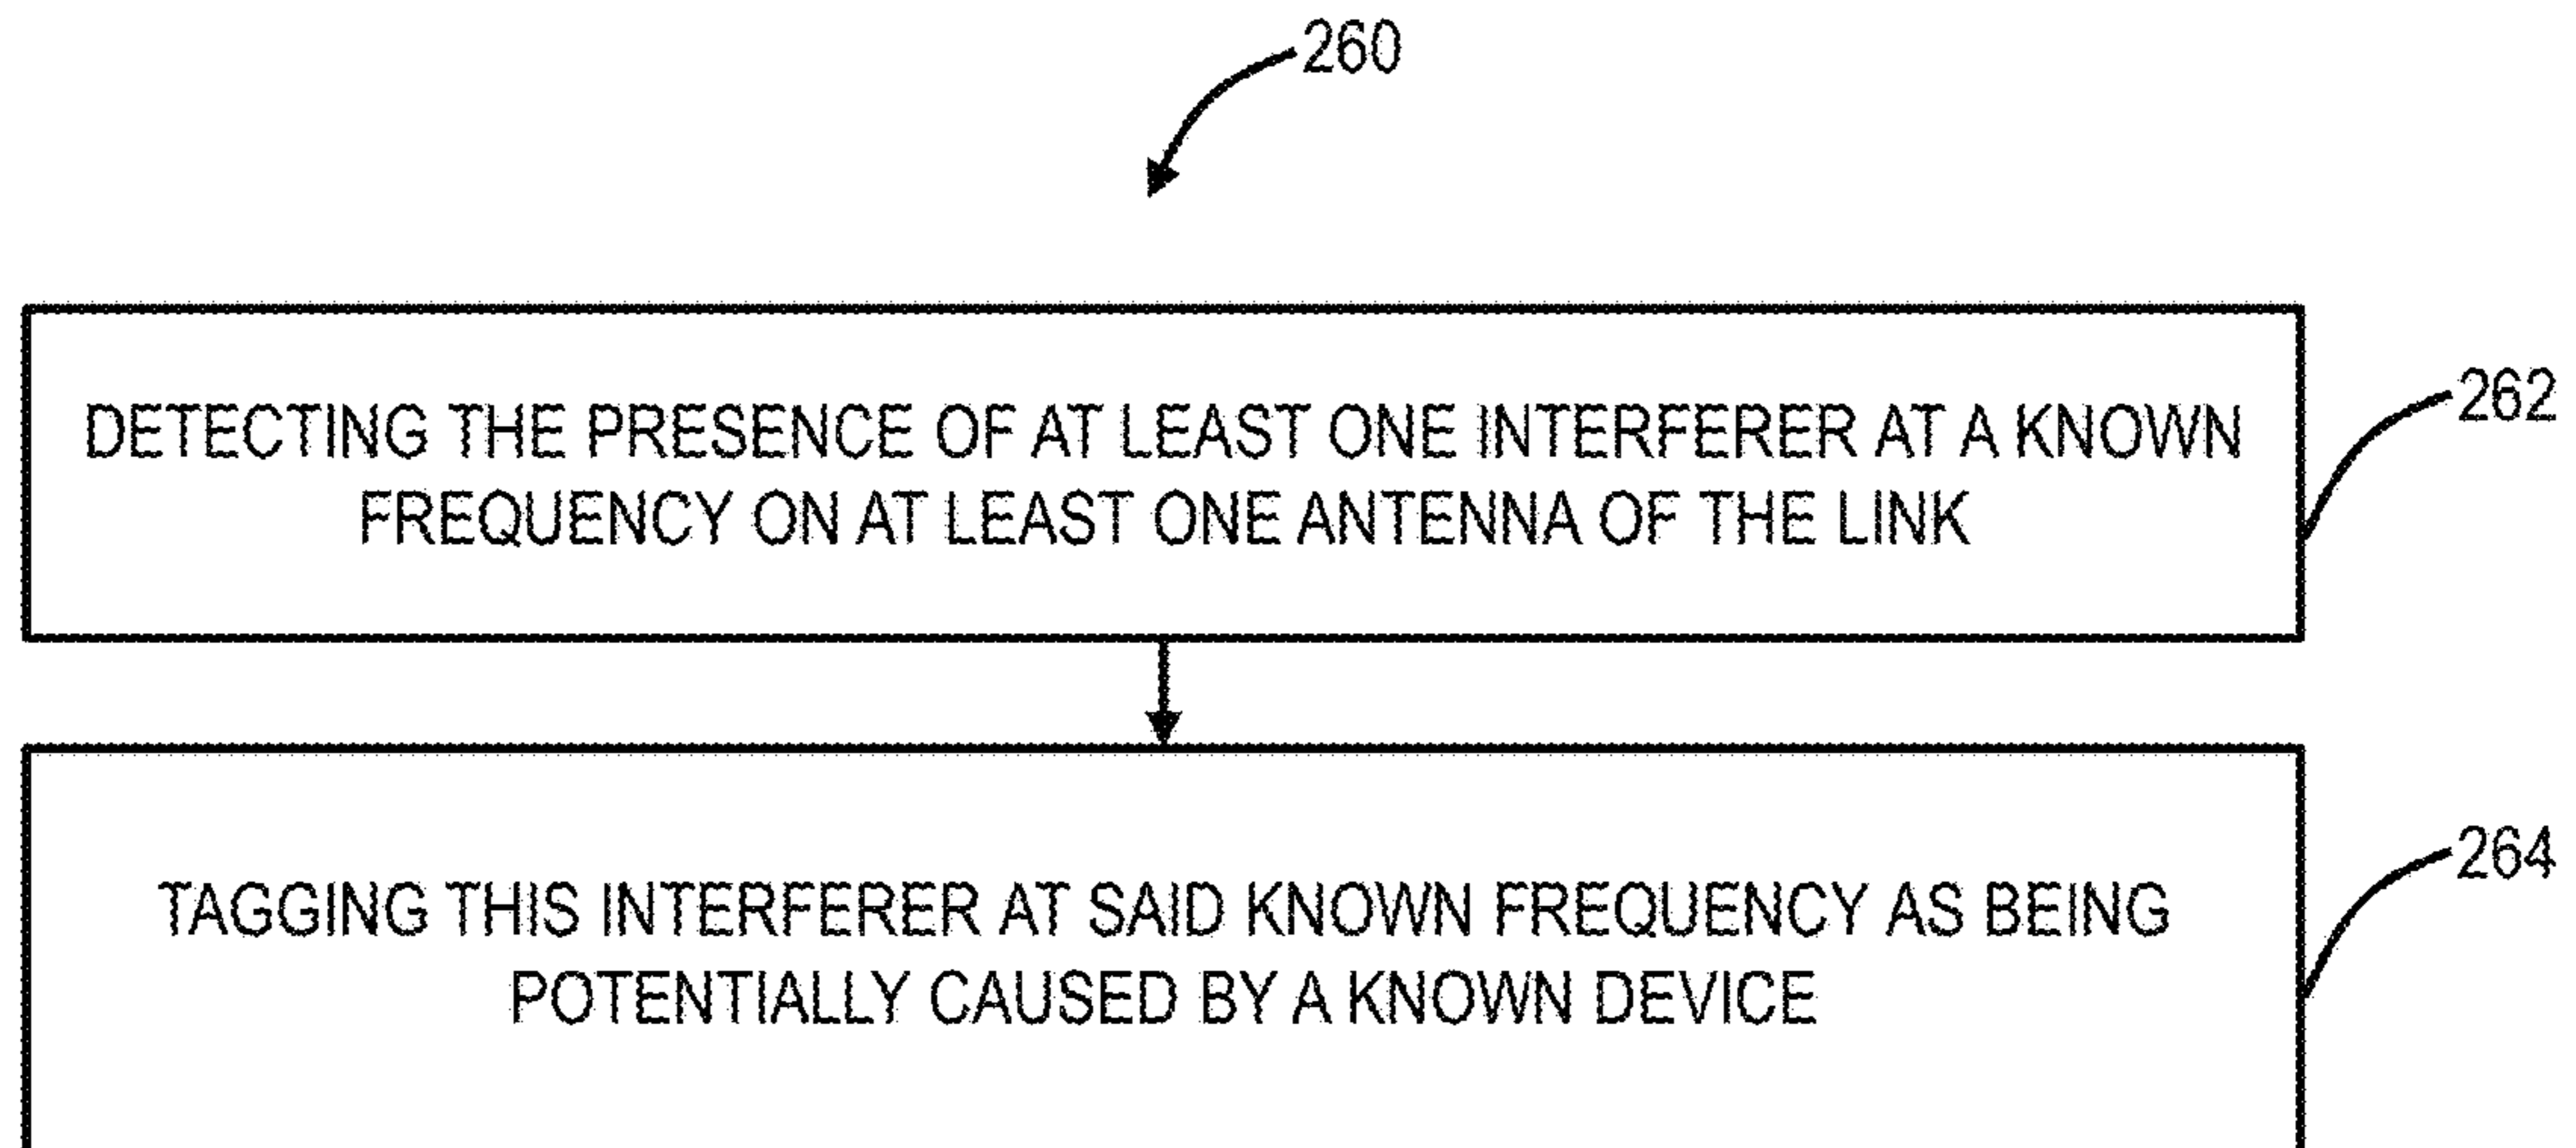 260
DETECTING THE PRESENCE OF AT LEAST ONE INTERFERER AT A KNOWN
FREQUENCY ON AT LEAST ONE ANTENNA OF THE LINK
262
TAGGING THIS INTERFERER AT SAID KNOWN FREQUENCY AS BEING
POTENTIALLY CAUSED BY A KNOWN DEVICE
264